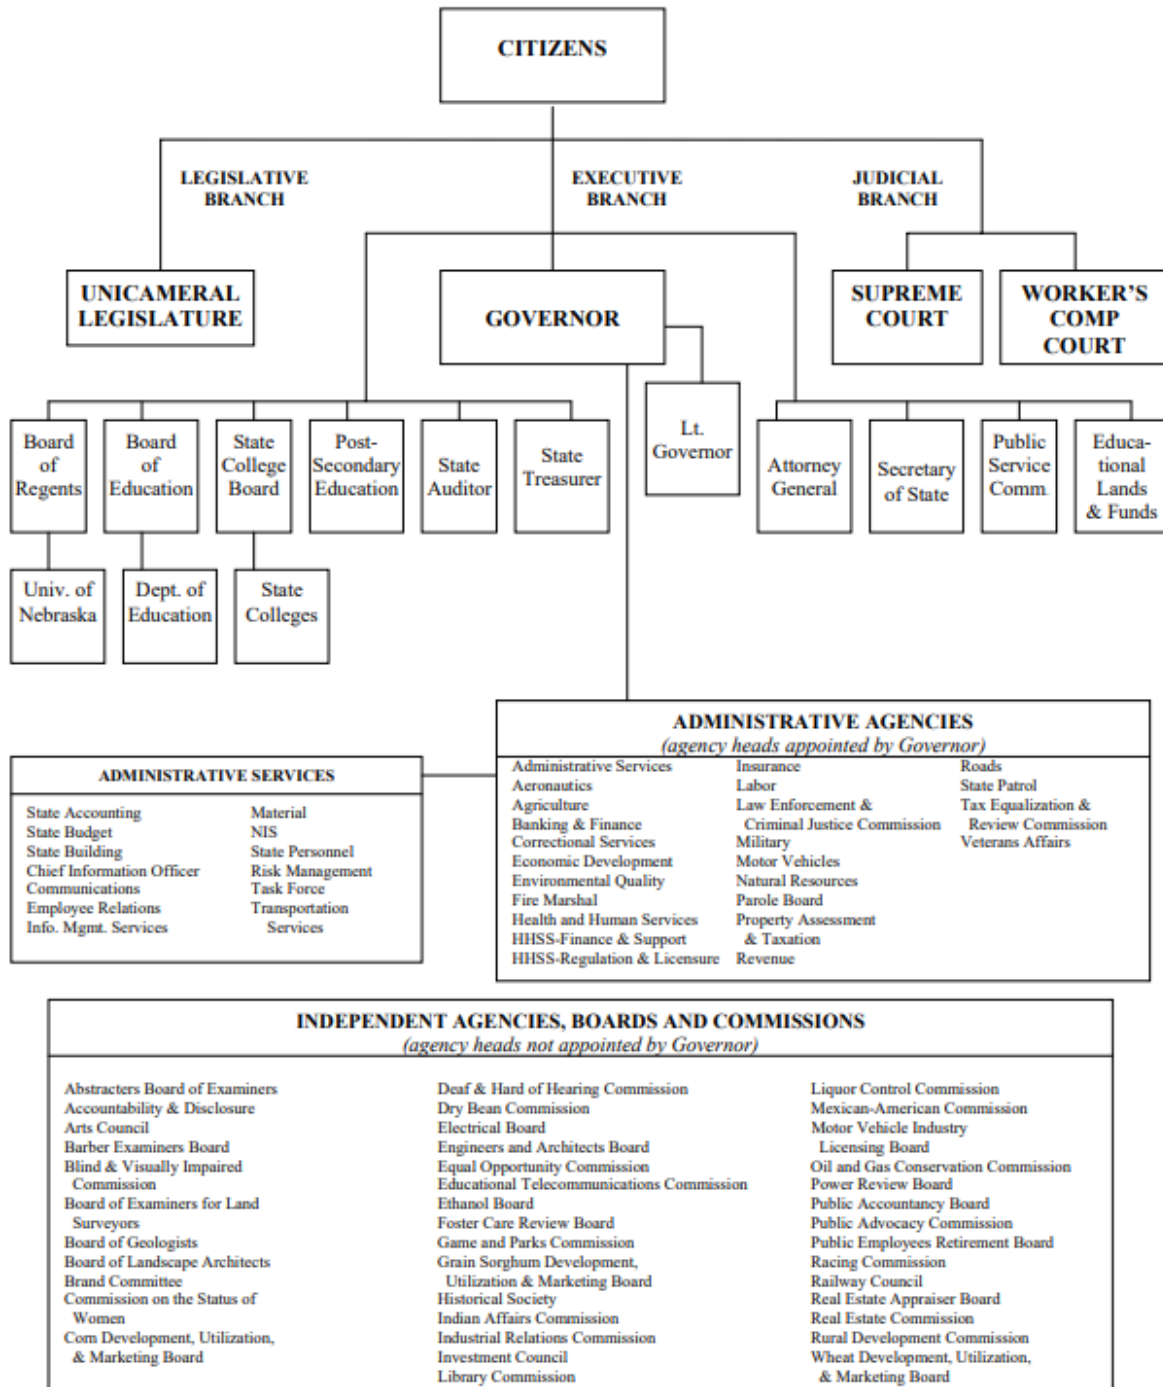 CITIZENS
LEGISLATIVE
BRANCH
EXECUTIVE
BRANCH
JUDICIAL
BRANCH
UNICAMERAL
LEGISLATURE
GOVERNOR
SUPREME
COURT
WORKER'S
COMP
COURT
Board
of
Regents
Board
of
Education
State
College
Board
Post-
Secondary
Education
State
Auditor
State
Treasurer
Lt.
Governor
Attorney
General
Secretary
of State
Public
Service
Comm.
Educa-
tional
Lands
& Funds
Univ. of
Nebraska
Dept. of
Education
State
Colleges
ADMINISTRATIVE SERVICES
State Accounting
State Budget
State Building
Chief Information Officer
Communications
Employee Relations
Info. Mgmt. Services
Material
NIS
State Personnel
Risk Management
Task Force
Transportation
Services
ADMINISTRATIVE AGENCIES
(agency heads appointed by Governor)
Administrative Services
Aeronautics
Agriculture
Banking & Finance
Correctional Services
Economic Development
Environmental Quality
Fire Marshal
Health and Human Services
HHSS-Finance & Support
HHSS-Regulation & Licensure
Insurance
Labor
Law Enforcement &
Criminal Justice Commission
Military
Motor Vehicles
Natural Resources
Parole Board
Property Assessment
& Taxation
Revenue
Roads
State Patrol
Tax Equalization &
Review Commission
Veterans Affairs
INDEPENDENT AGENCIES, BOARDS AND COMMISSIONS
(agency heads not appointed by Governor)
Abstracters Board of Examiners
Accountability & Disclosure
Arts Council
Barber Examiners Board
Blind & Visually Impaired
Commission
Board of Examiners for Land
Surveyors
Board of Geologists
Board of Landscape Architects
Brand Committee
Commission on the Status of
Women
Corn Development, Utilization,
& Marketing Board
Deaf & Hard of Hearing Commission
Dry Bean Commission
Electrical Board
Engineers and Architects Board
Equal Opportunity Commission
Educational Telecommunications Commission
Ethanol Board
Foster Care Review Board
Game and Parks Commission
Grain Sorghum Development,
Utilization & Marketing Board
Historical Society
Indian Affairs Commission
Industrial Relations Commission
Investment Council
Library Commission
Liquor Control Commission
Mexican-American Commission
Motor Vehicle Industry
Licensing Board
Oil and Gas Conservation Commission
Power Review Board
Public Accountancy Board
Public Advocacy Commission
Public Employees Retirement Board
Racing Commission
Railway Council
Real Estate Appraiser Board
Real Estate Commission
Rural Development Commission
Wheat Development, Utilization,
& Marketing Board